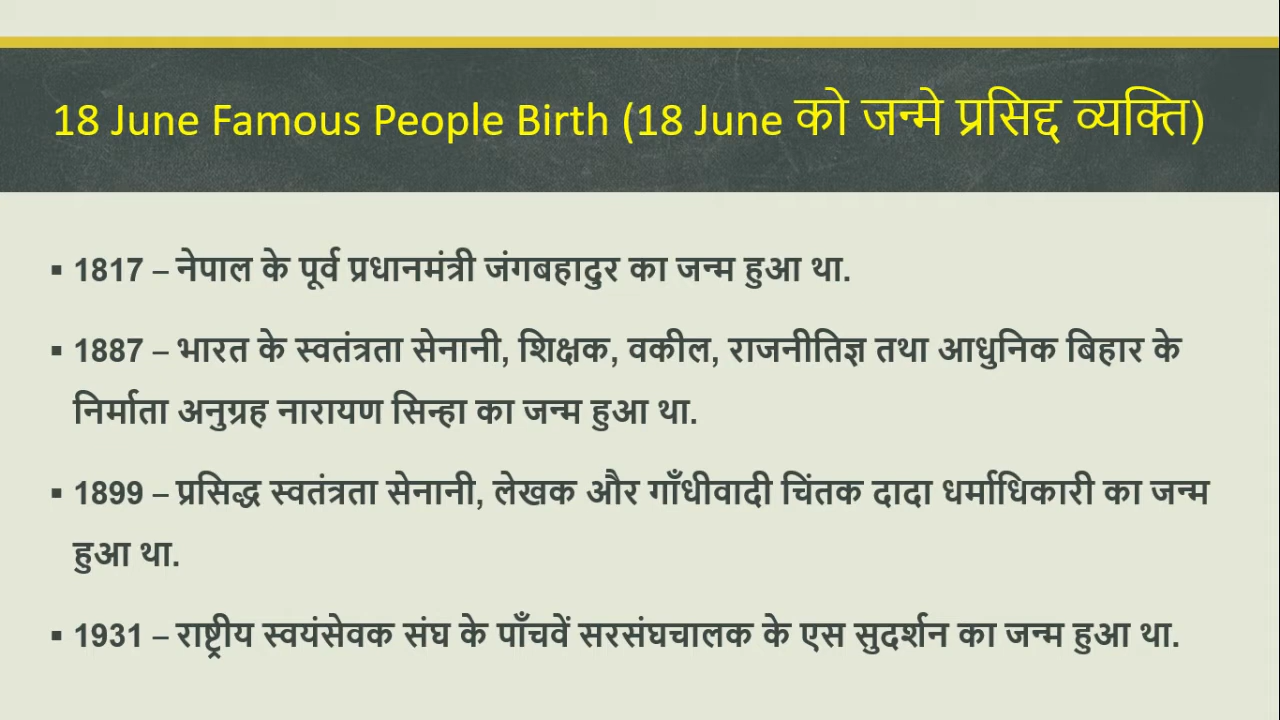 18 June Famous People Birth (18 June को जन्मे प्रसिद्द व्यक्ति)
▪ 1817 – नेपाल के पूर्व प्रधानमंत्री जंगबहादुर का जन्म हुआ था.
▪ 1887 – भारत के स्वतंत्रता सेनानी, शिक्षक, वकील, राजनीतिज्ञ तथा आधुनिक बिहार के
निर्माता अनुग्रह नारायण सिन्हा का जन्म हुआ था.
▪ 1899 – प्रसिद्ध स्वतंत्रता सेनानी, लेखक और गाँधीवादी चिंतक दादा धर्माधिकारी का जन्म
हुआ था.
▪ 1931 – राष्ट्रीय स्वयंसेवक संघ के पाँचवें सरसंघचालक के एस सुदर्शन का जन्म हुआ था.